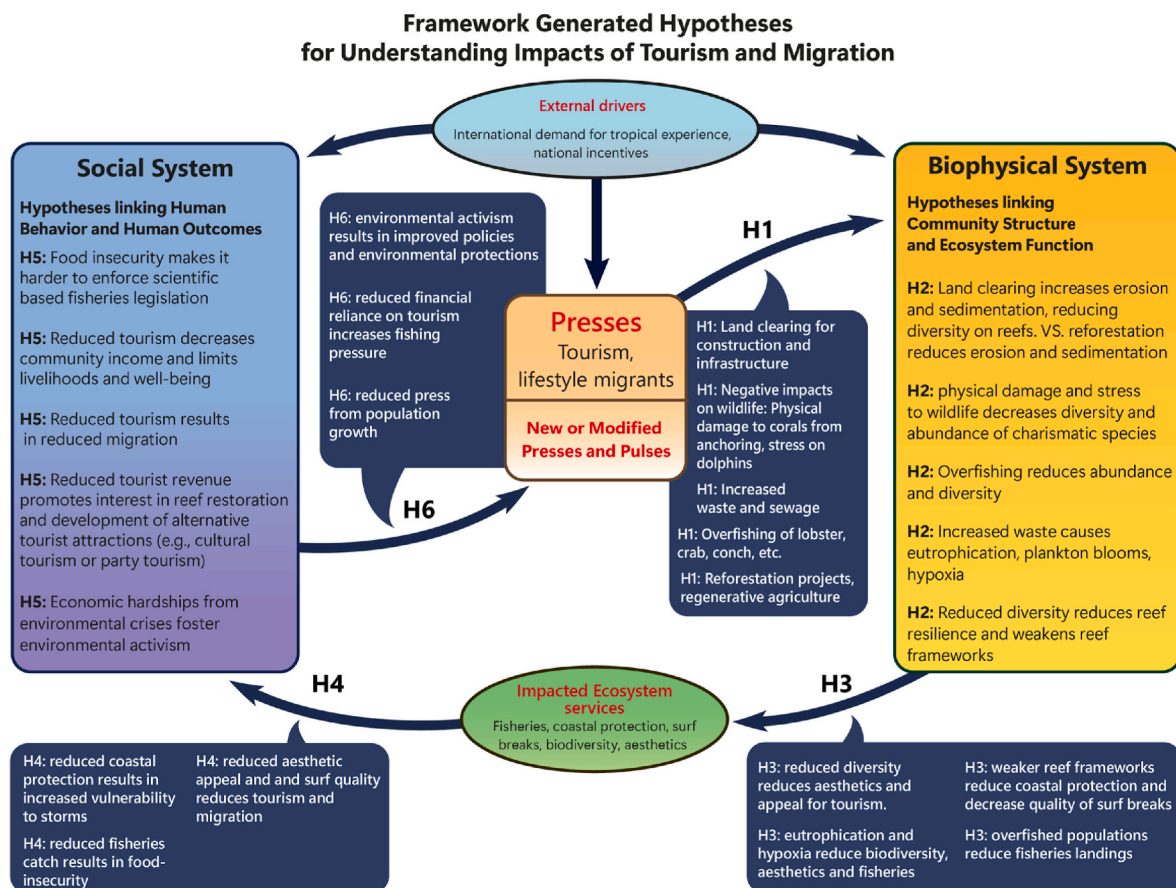 Framework Generated Hypotheses
for Understanding Impacts of Tourism and Migration
External drivers
International demand for tropical experience,
national incentives
Social System
Hypotheses linking Human
Behavior and Human Outcomes
H5: Food insecurity makes it
harder to enforce scientific
based fisheries legislation
H5: Reduced tourism decreases
community income and limits
livelihoods and well-being
H5: Reduced tourism results
in reduced migration
H5: Reduced tourist revenue
promotes interest in reef restoration
and development of alternative
tourist attractions (e.g., cultural
tourism or party tourism)
H5: Economic hardships from
environmental crises foster
environmental activism
H6: environmental activism
results in improved policies
and environmental protections
H6: reduced financial
reliance on tourism
increases fishing
pressure
H6: reduced press
from population
growth
H6
Presses
Tourism,
lifestyle migrants
New or Modified
Presses and Pulses
H1
H1: Land clearing for
construction and
infrastructure
H1: Negative impacts
on wildlife: Physical
damage to corals from
anchoring, stress on
dolphins
H1: Increased
waste and sewage
H1: Overfishing of lobster,
crab, conch, etc.
H1: Reforestation projects,
regenerative agriculture
Biophysical System
Hypotheses linking
Community Structure
and Ecosystem Function
H2: Land clearing increases erosion
and sedimentation, reducing
diversity on reefs. VS. reforestation
reduces erosion and sedimentation
H2: physical damage and stress
to wildlife decreases diversity and
abundance of charismatic species
H2: Overfishing reduces abundance
and diversity
H2: Increased waste causes
eutrophication, plankton blooms,
hypoxia
H2: Reduced diversity reduces reef
resilience and weakens reef
frameworks
H4
Impacted Ecosystem
services
Fisheries, coastal protection, surf
breaks, biodiversity, aesthetics
H3
H4: reduced coastal
protection results in
increased vulnerability
to storms
H4: reduced fisheries
catch results in food-
insecurity
H4: reduced aesthetic
appeal and and surf quality
reduces tourism and
migration
H3: reduced diversity
reduces aesthetics and
appeal for tourism.
H3: eutrophication and
hypoxia reduce biodiversity,
aesthetics and fisheries
H3: weaker reef frameworks
reduce coastal protection and
decrease quality of surf breaks
H3: overfished populations
reduce fisheries landings